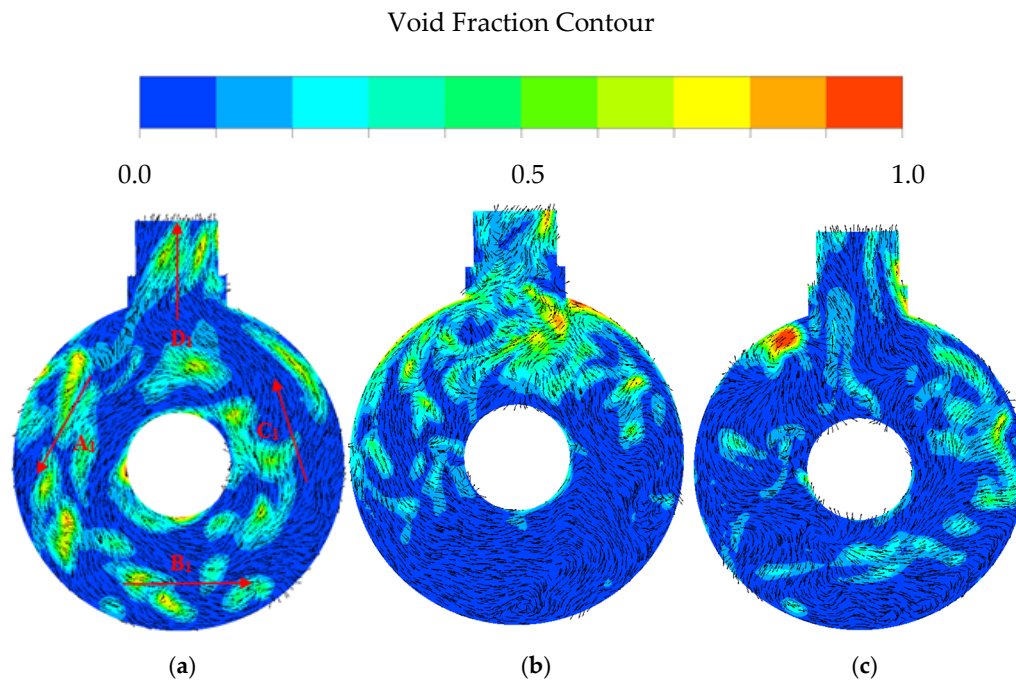 Void Fraction Contour
0.0 0.5 1.0
D₁
A₁
C₁
B₁
(a) (b) (c)